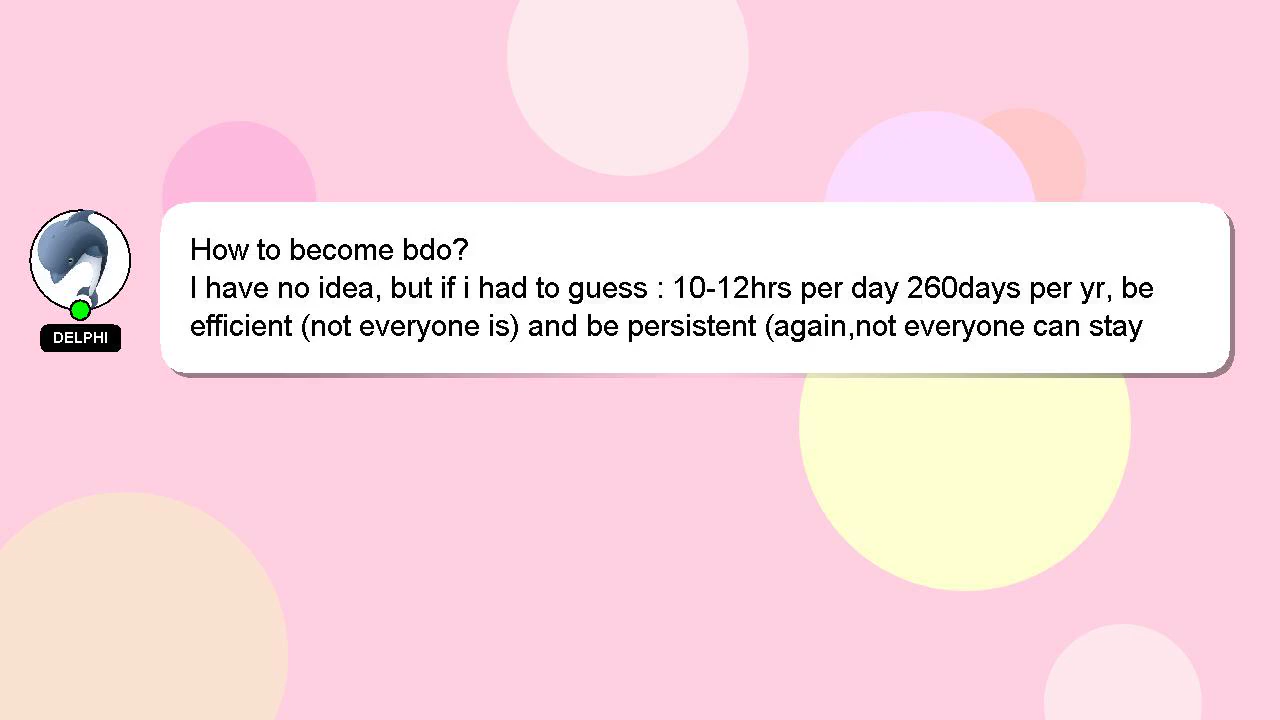 How to become bdo?
I have no idea, but if i had to guess : 10-12hrs per day 260days per yr, be
efficient (not everyone is) and be persistent (again,not everyone can stay
DELPHI